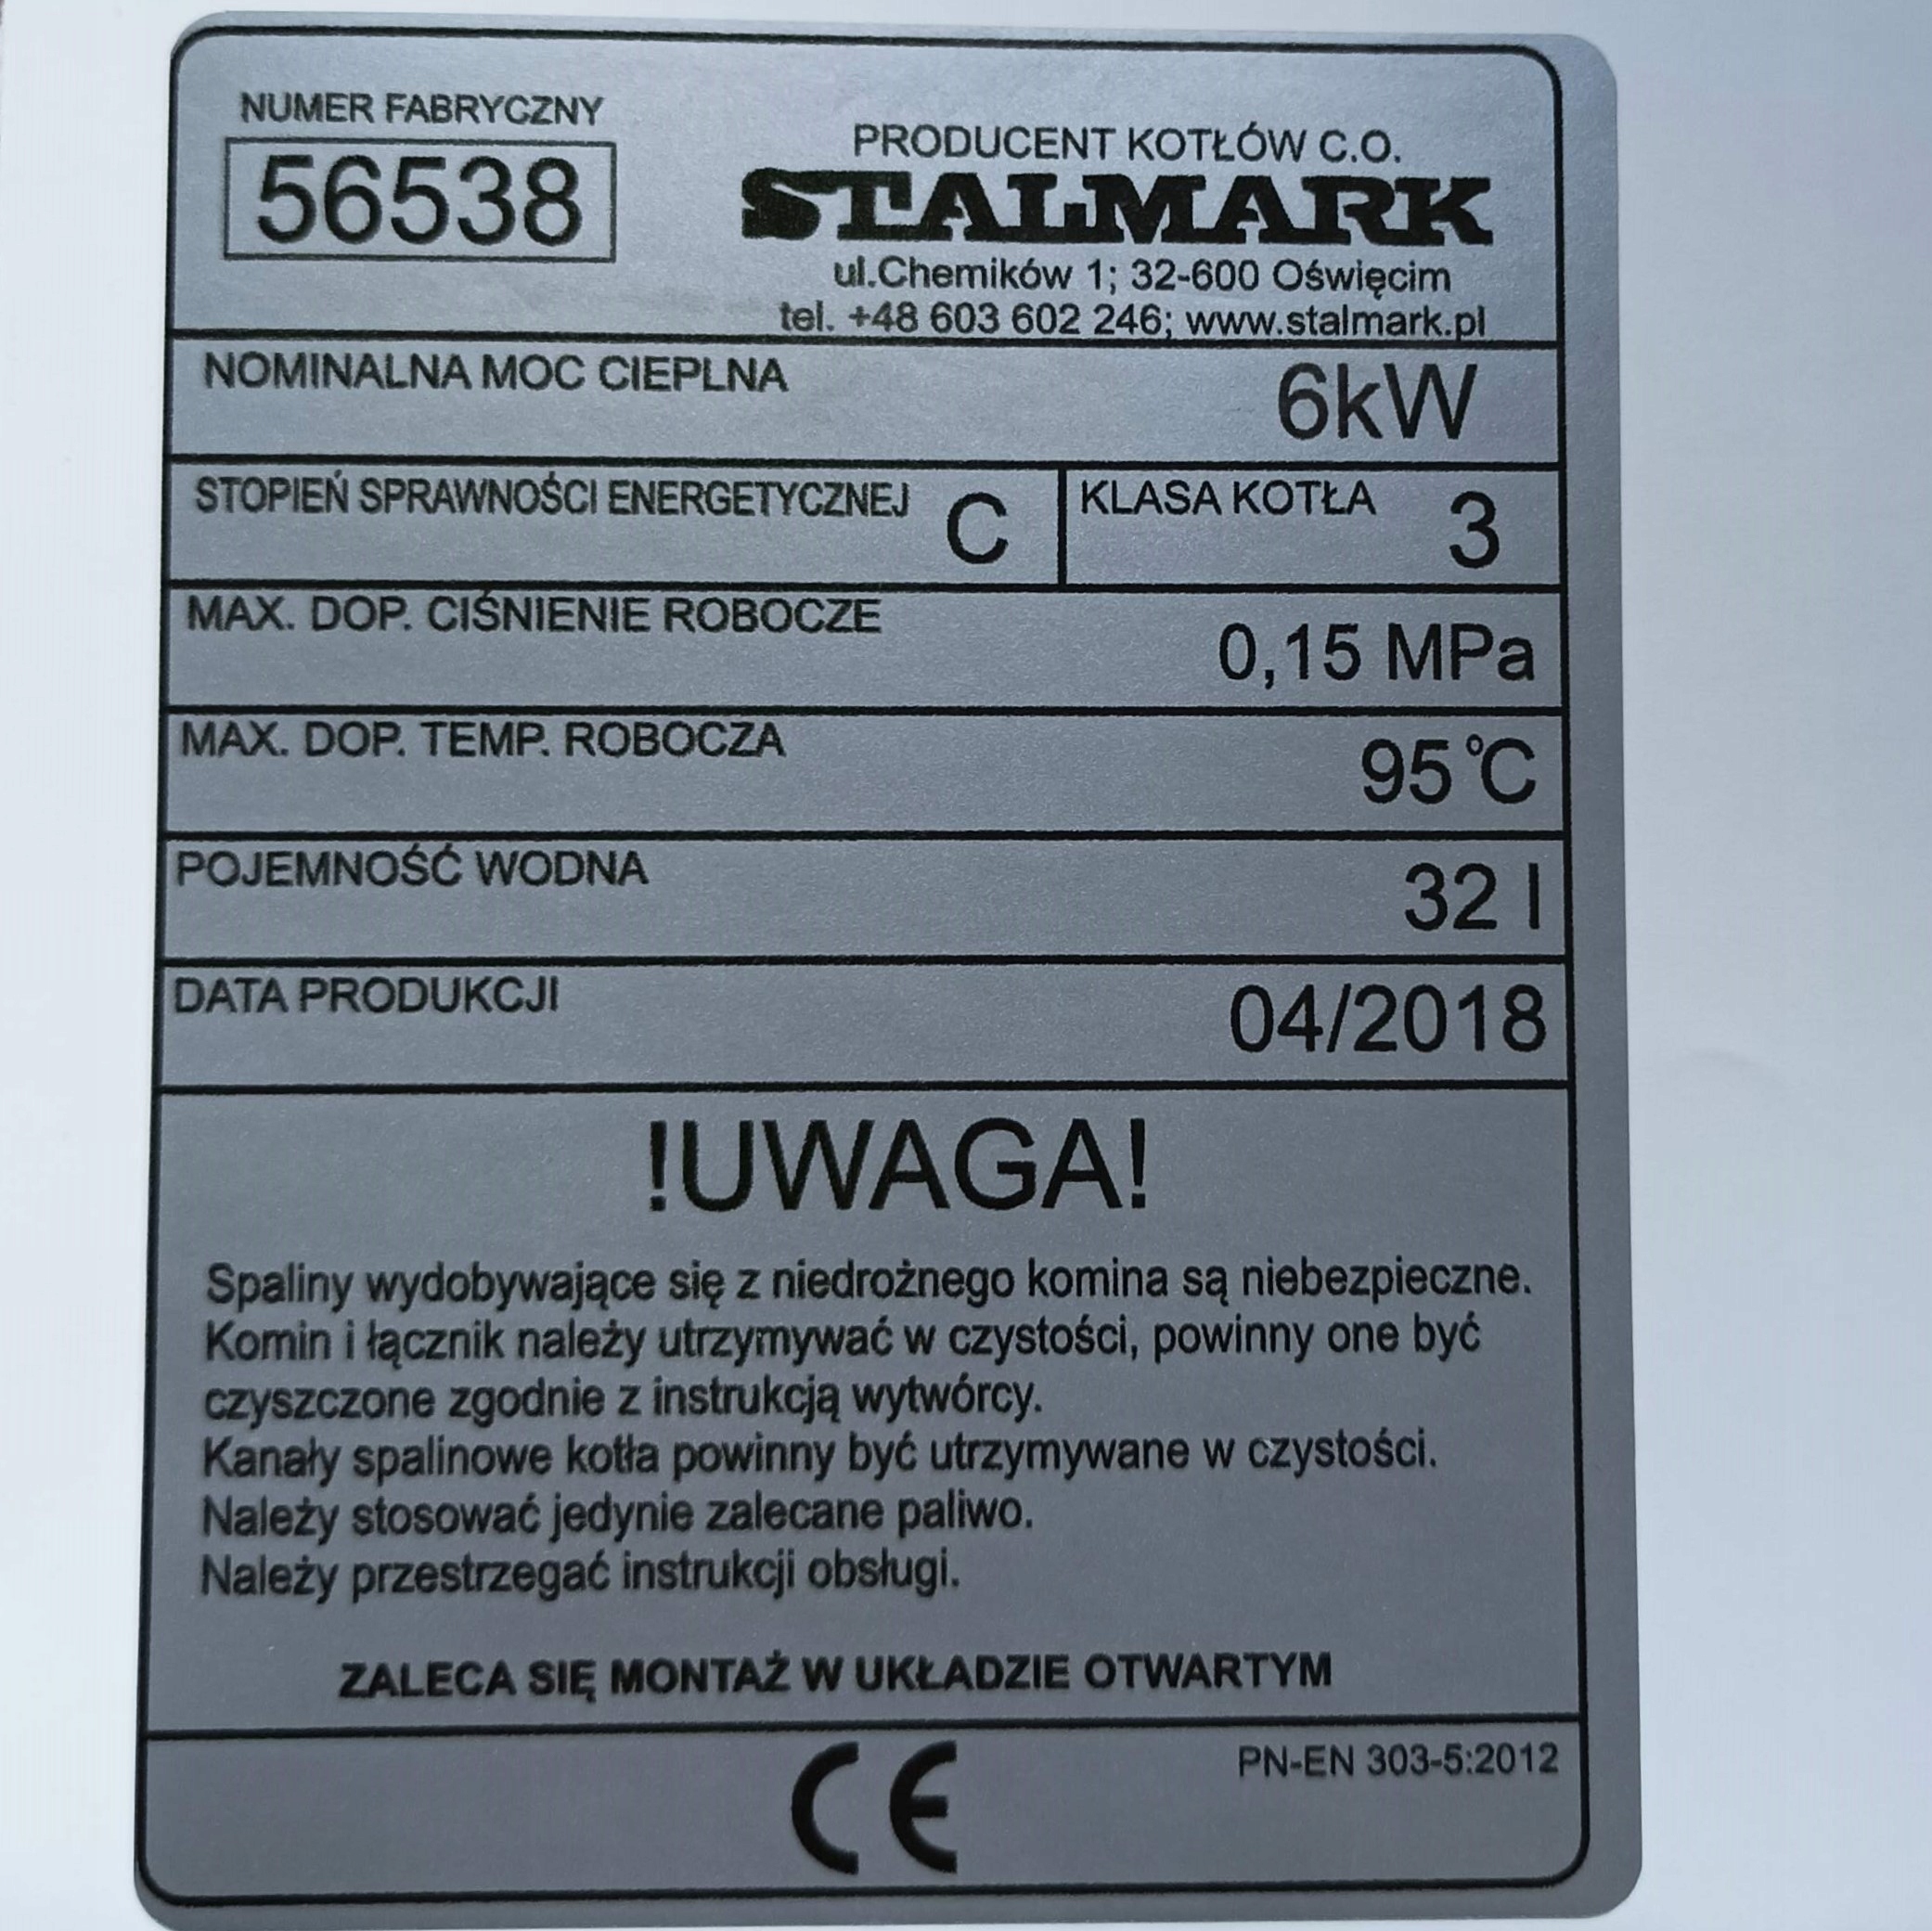 NUMER FABRYCZNY
56538
PRODUCENT KOTŁÓW C.O.
STALMARK
ul.Chemików 1; 32-600 Oświęcim
tel. +48 603 602 246; www.stalmark.pl
NOMINALNA MOC CIEPLNA 6kW
STOPIEŃ SPRAWNOŚCI ENERGETYCZNEJ C KLASA KOTŁA 3
MAX. DOP. CIŚNIENIE ROBOCZE 0,15 MPa
MAX. DOP. TEMP. ROBOCZA 95°C
POJEMNOŚĆ WODNA 32 l
DATA PRODUKCJI 04/2018
!UWAGA!
Spaliny wydobywające się z niedrożnego komina są niebezpieczne.
Komin i łącznik należy utrzymywać w czystości, powinny one być
czyszczone zgodnie z instrukcją wytwórcy.
Kanały spalinowe kotła powinny być utrzymywane w czystości.
Należy stosować jedynie zalecane paliwo.
Należy przestrzegać instrukcji obsługi.
ZALECA SIĘ MONTAŻ W UKŁADZIE OTWARTYM
CE
PN-EN 303-5:2012